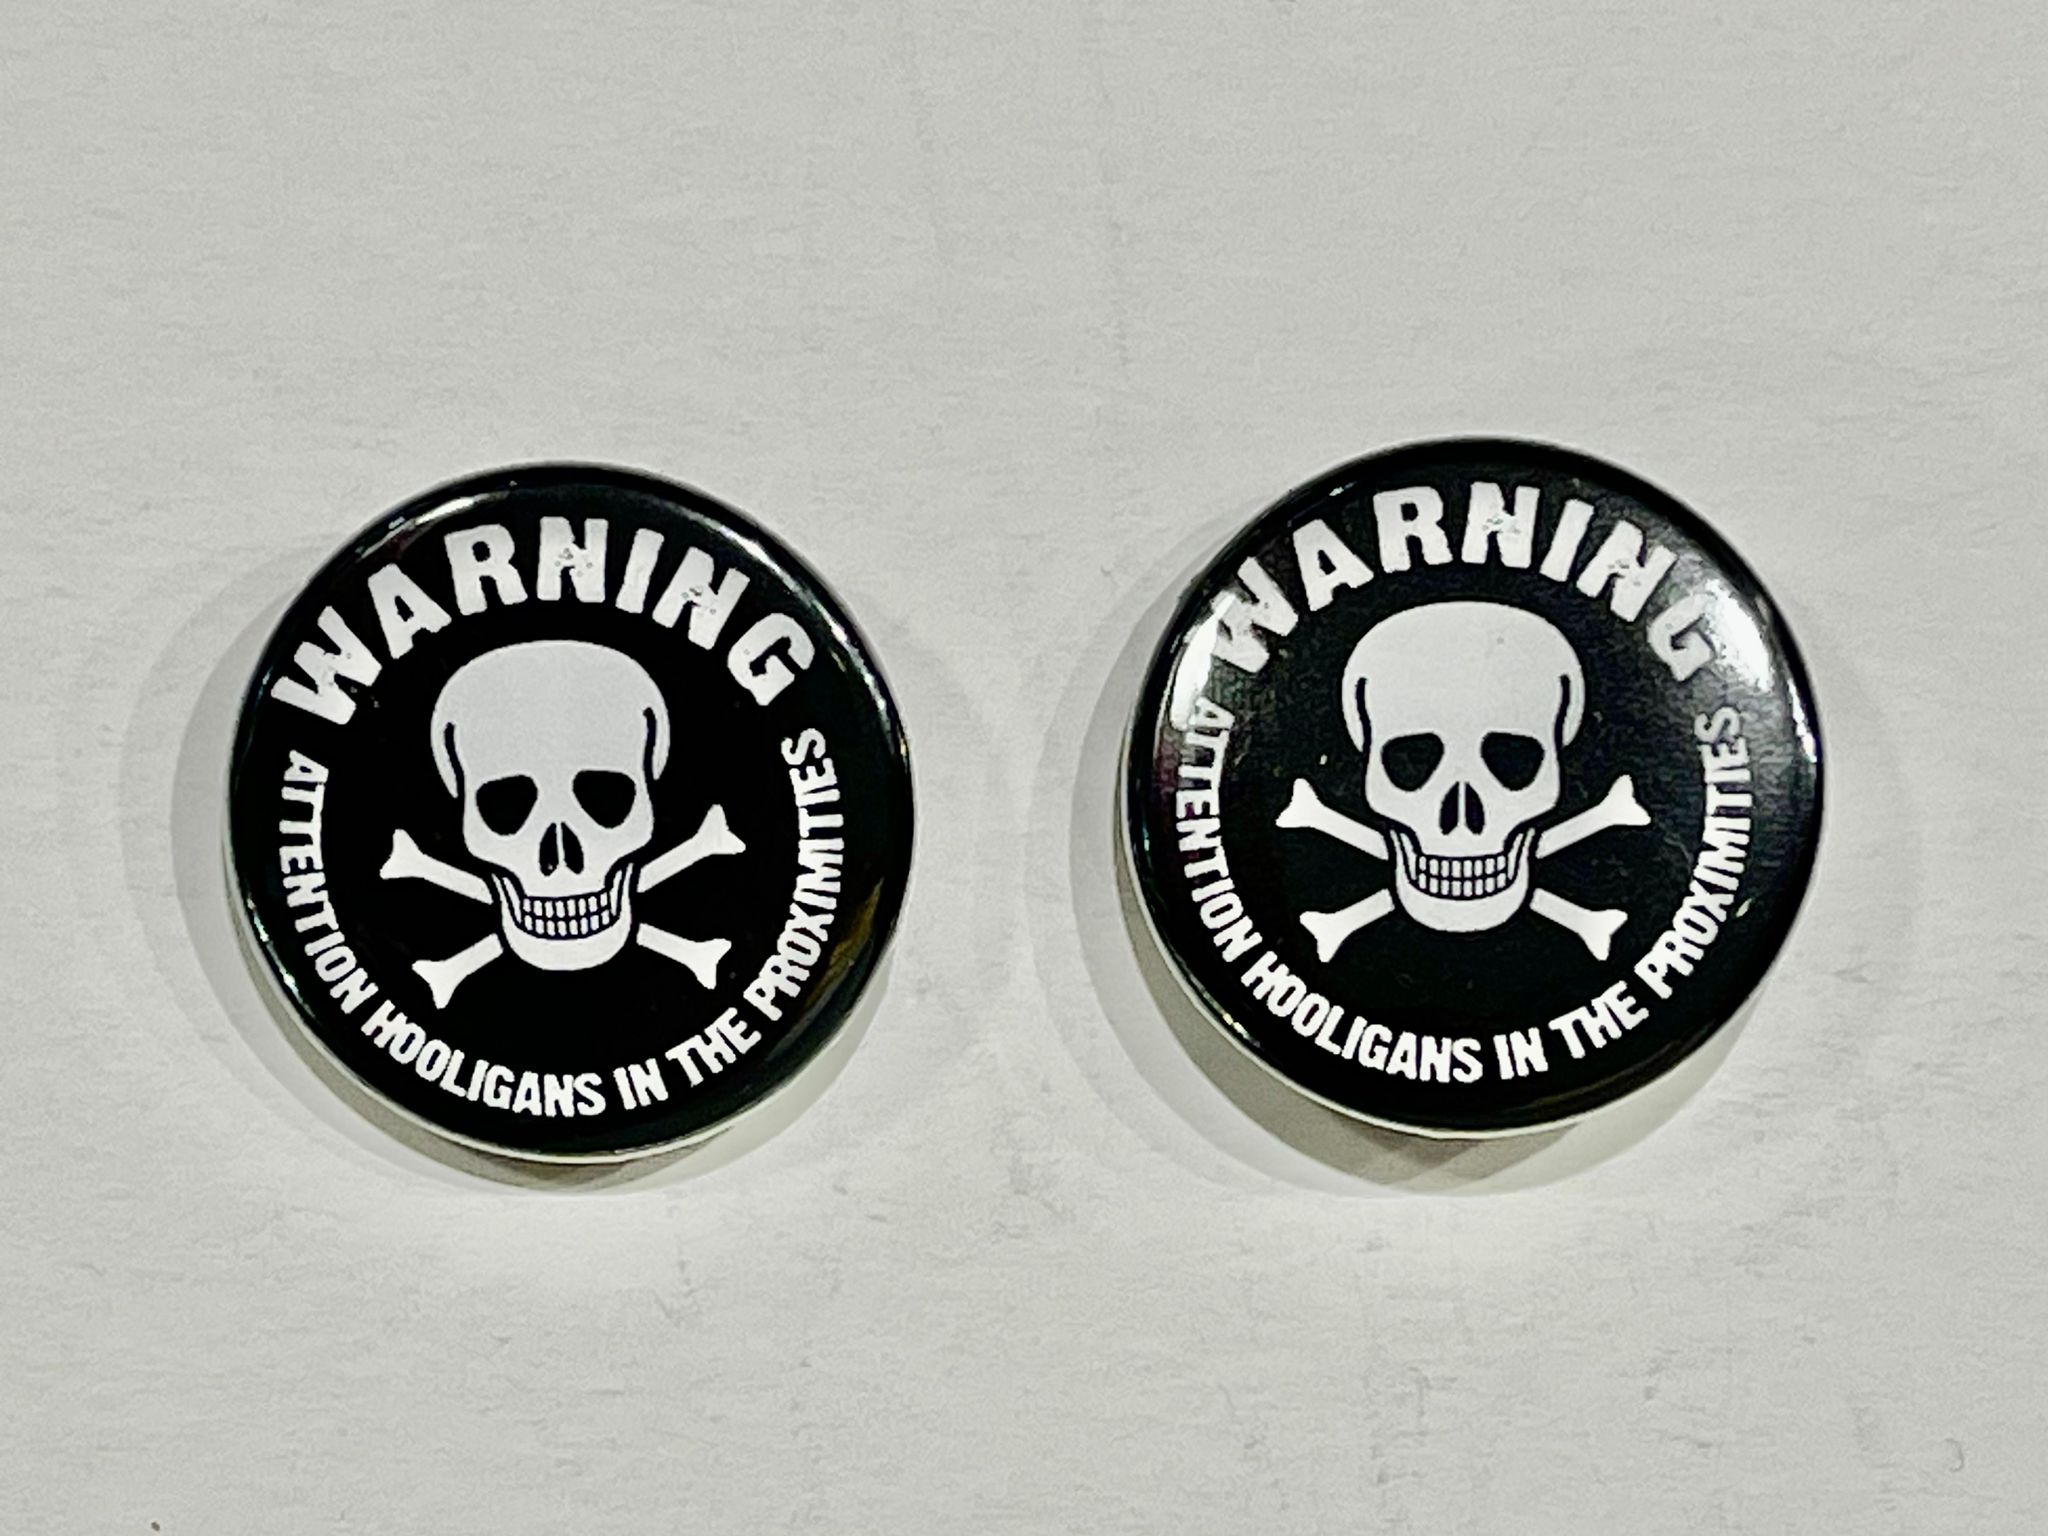 WARNING
ATTENTION HOOLIGANS IN THE PROXIMITIES
WARNING
ATTENTION HOOLIGANS IN THE PROXIMITIES